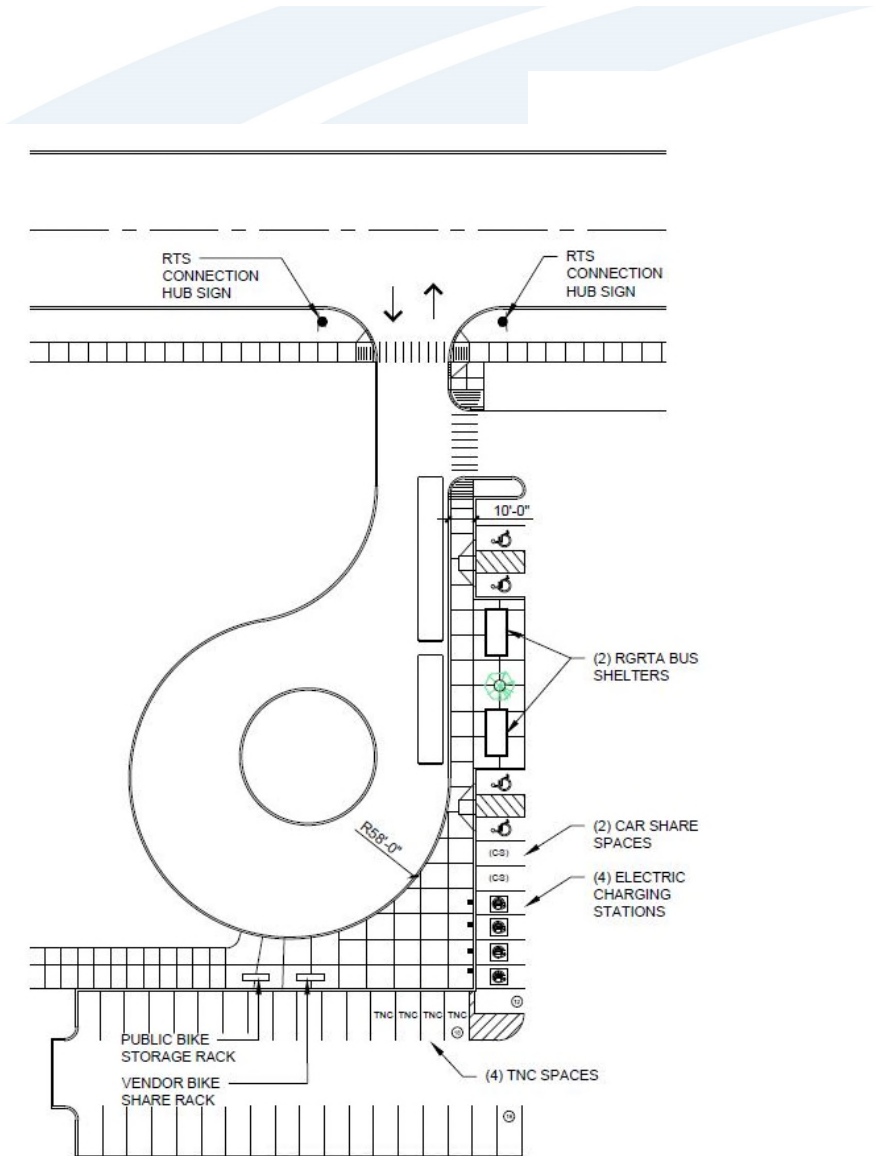 RTS
CONNECTION
HUB SIGN
RTS
CONNECTION
HUB SIGN
10'-0"
(2) RGRTA BUS
SHELTERS
R58'-0"
(2) CAR SHARE
SPACES
(CS)
(CS)
(4) ELECTRIC
CHARGING
STATIONS
12
TNC TNC TNC TNC
PUBLIC BIKE
STORAGE RACK
(4) TNC SPACES
VENDOR BIKE
SHARE RACK